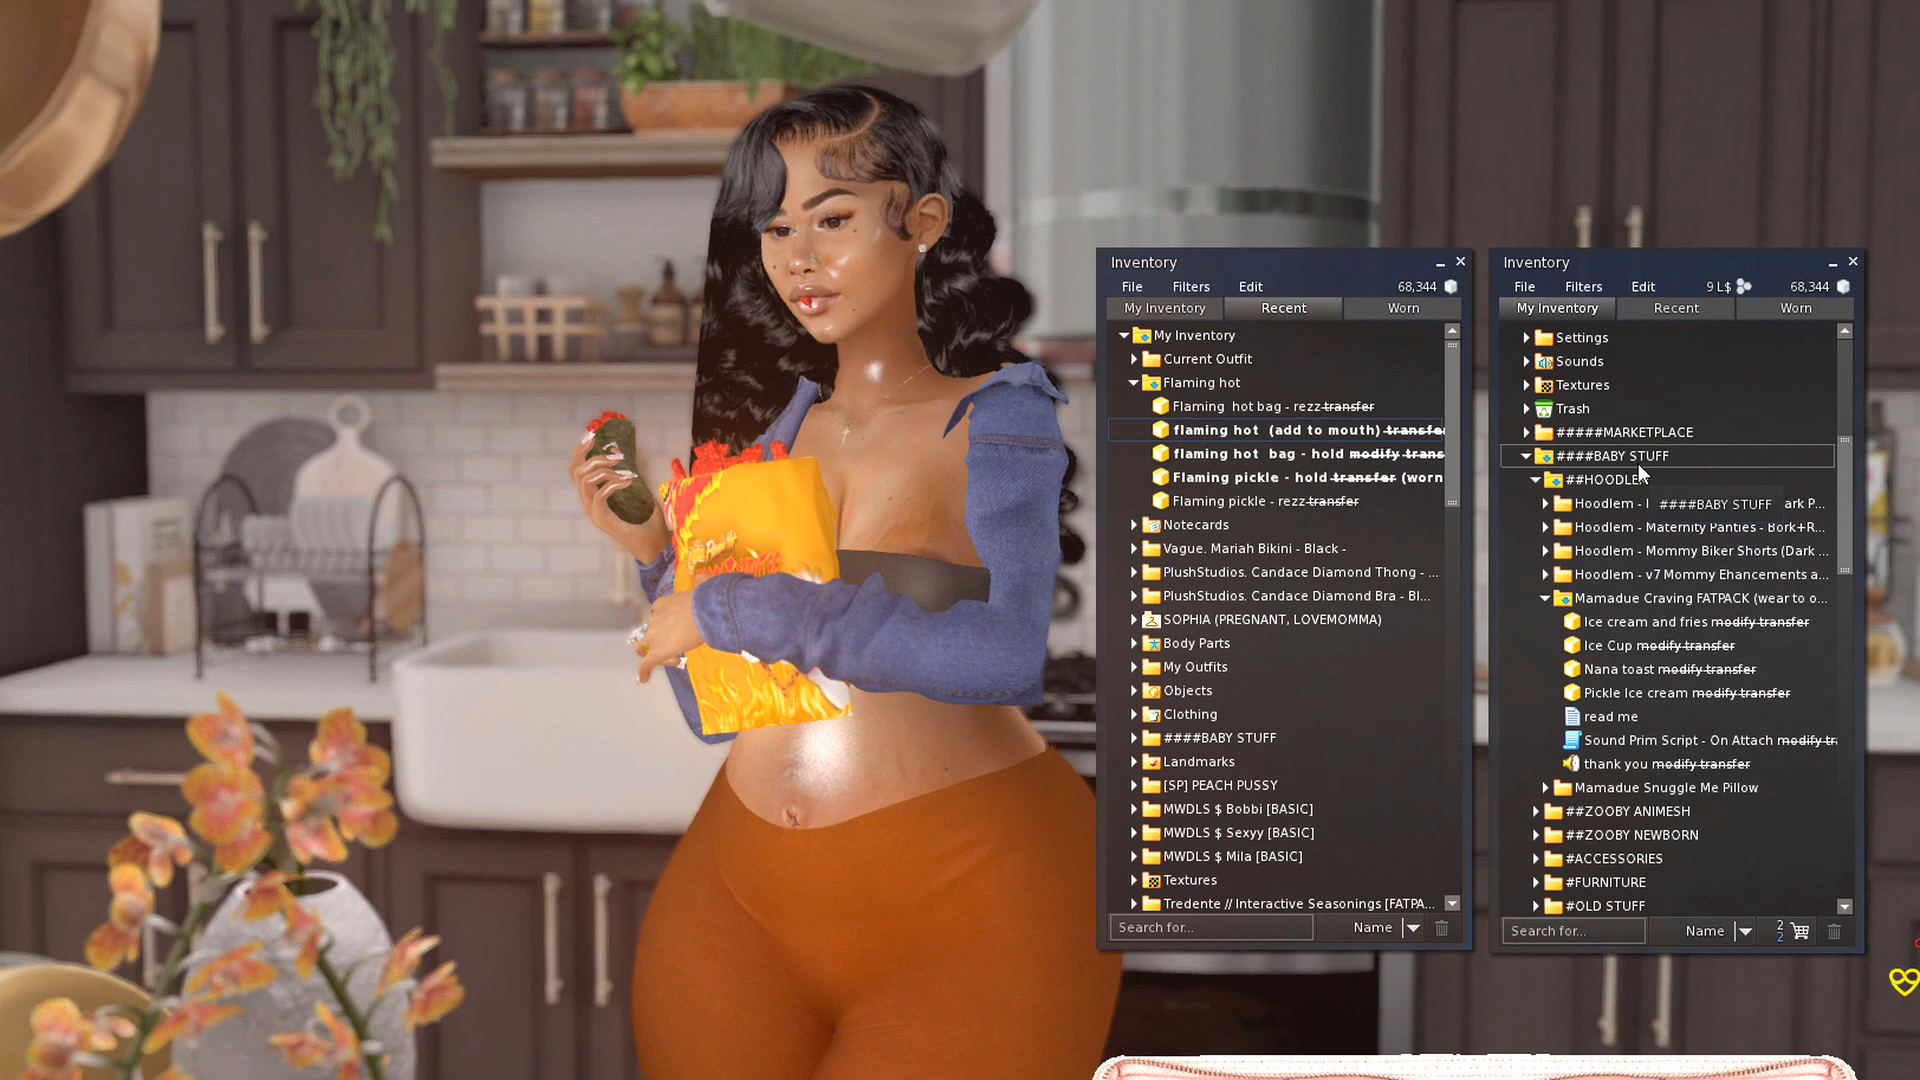 Inventory
File Filters Edit 68,344
My Inventory Recent Worn
My Inventory
Current Outfit
Flaming hot
Flaming hot bag - rezz transfer
flaming hot (add to mouth) transfer
flaming hot bag - hold modify trans
Flaming pickle - hold transfer (worn
Flaming pickle - rezz transfer
Notecards
Vague. Mariah Bikini - Black -
PlushStudios. Candace Diamond Thong - ...
PlushStudios. Candace Diamond Bra - Bl...
SOPHIA (PREGNANT, LOVEMOMMA)
Body Parts
My Outfits
Objects
Clothing
####BABY STUFF
Landmarks
[SP] PEACH PUSSY
MWDLS $ Bobbi [BASIC]
MWDLS $ Sexyy [BASIC]
MWDLS $ Mila [BASIC]
Textures
Tredente // Interactive Seasonings [FATPA...
Search for... Name
Inventory
File Filters Edit 9 L$ 68,344
My Inventory Recent Worn
Settings
Sounds
Textures
Trash
#####MARKETPLACE
####BABY STUFF
##HOODLEM
Hoodlem - ####BABY STUFF ark P...
Hoodlem - Maternity Panties - Bork+R...
Hoodlem - Mommy Biker Shorts (Dark ...
Hoodlem - v7 Mommy Ehancements a...
Mamadue Craving FATPACK (wear to o...
Ice cream and fries modify transfer
Ice Cup modify transfer
Nana toast modify transfer
Pickle Ice cream modify transfer
read me
Sound Prim Script - On Attach modify tr
thank you modify transfer
Mamadue Snuggle Me Pillow
##ZOOBY ANIMESH
##ZOOBY NEWBORN
#ACCESSORIES
#FURNITURE
#OLD STUFF
Search for... Name 2 2